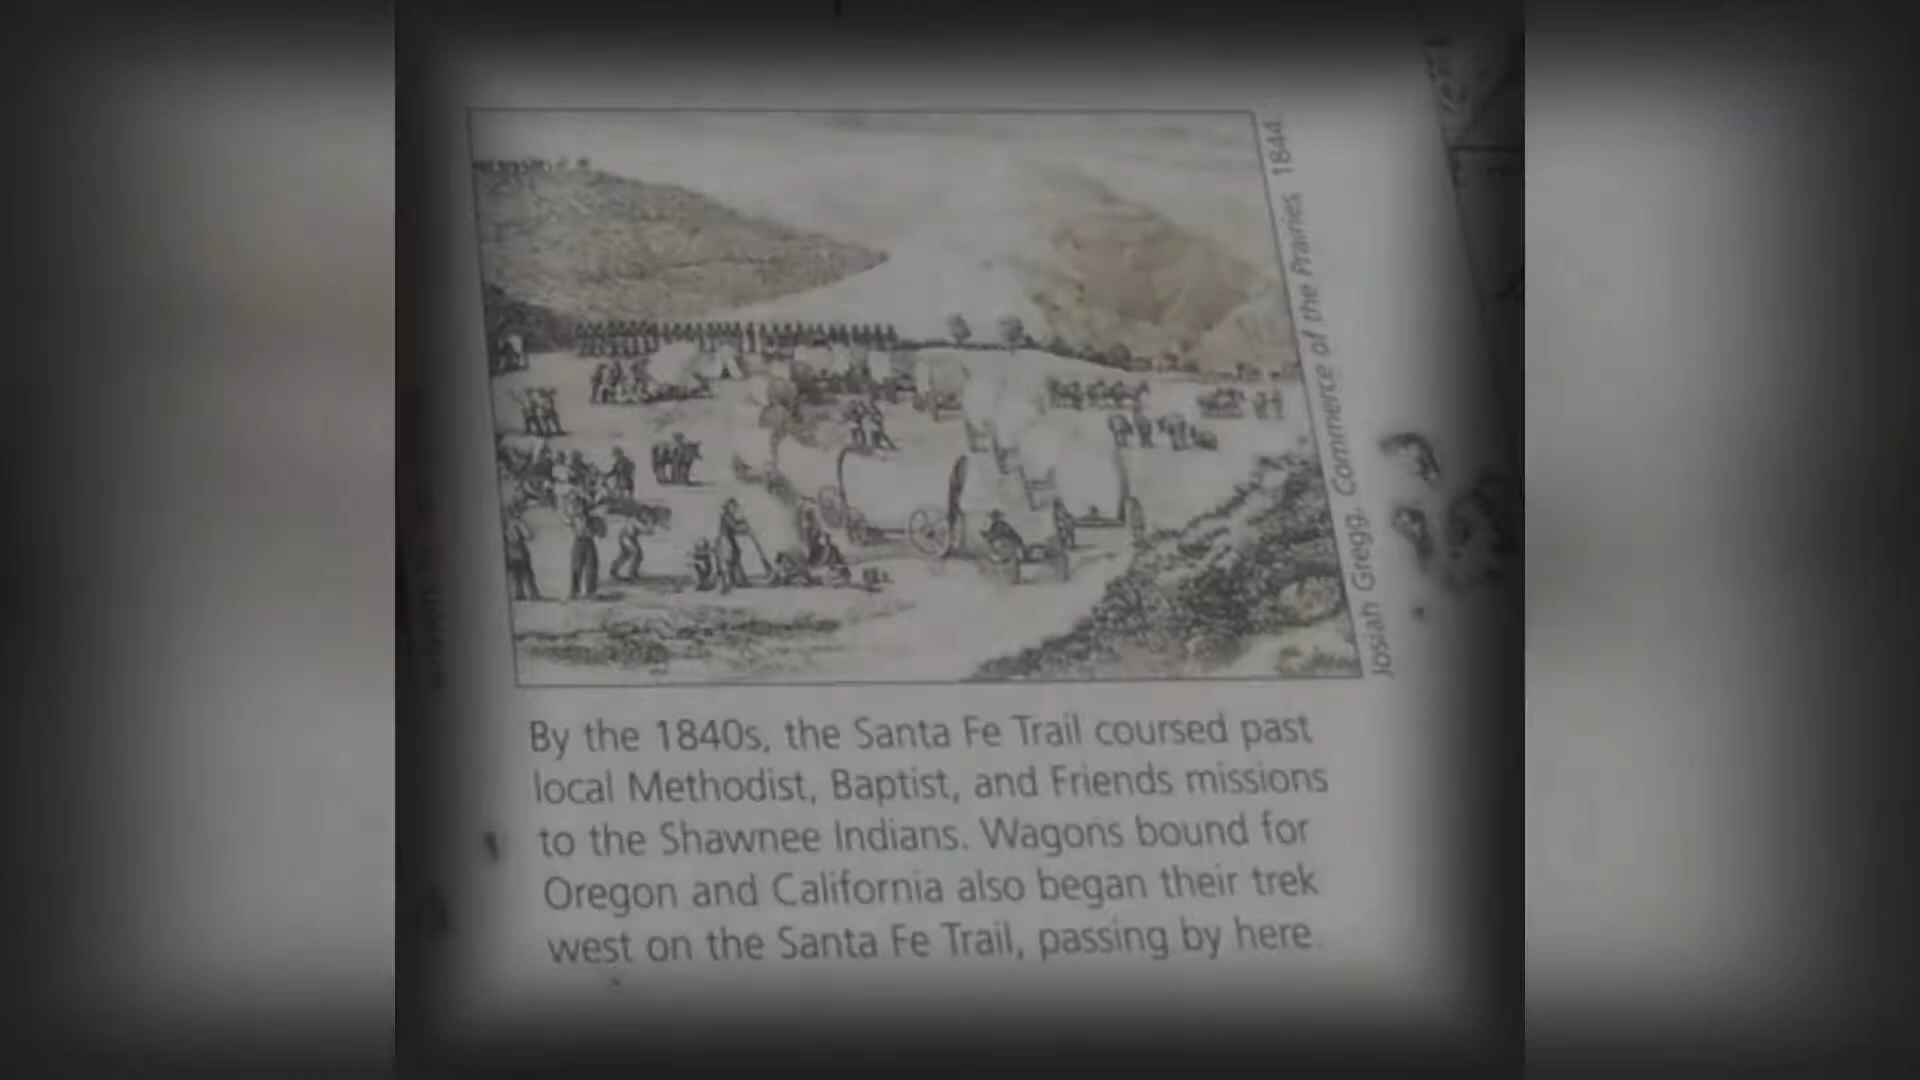 Josiah Gregg, Commerce of the Prairies 1844
By the 1840s, the Santa Fe Trail coursed past
local Methodist, Baptist, and Friends missions
to the Shawnee Indians. Wagons bound for
Oregon and California also began their trek
west on the Santa Fe Trail, passing by here.